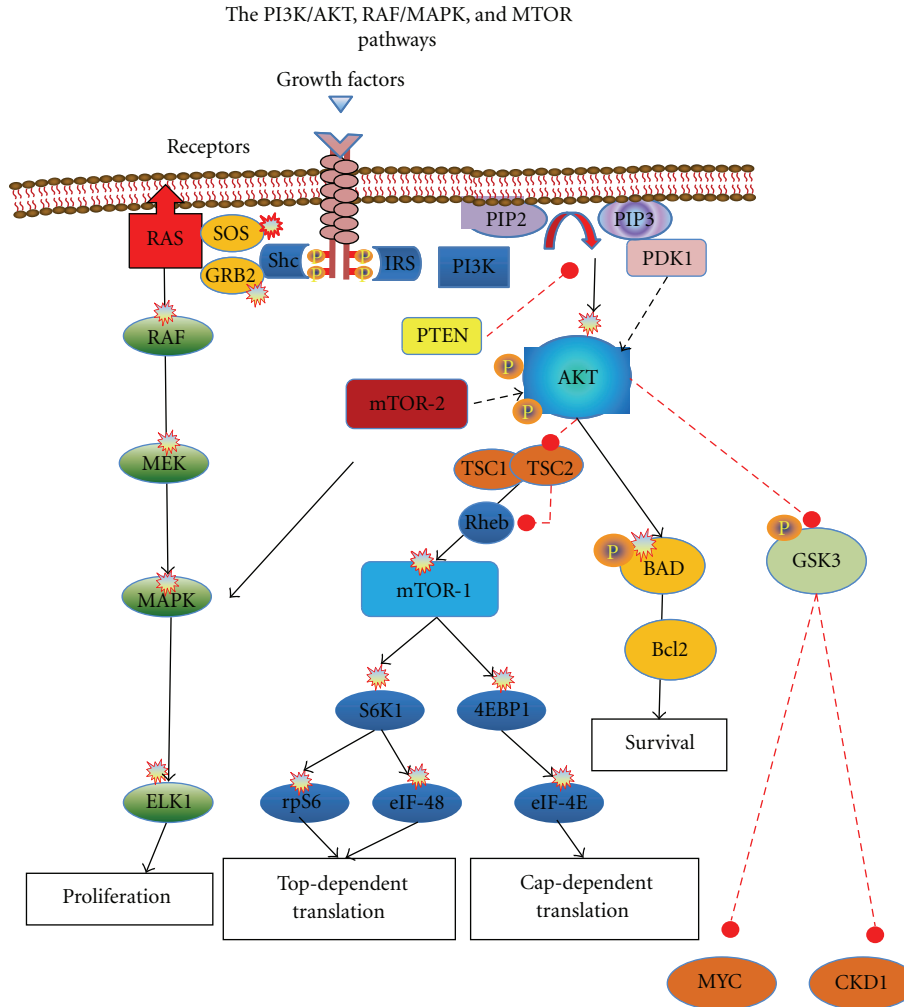 The PI3K/AKT, RAF/MAPK, and MTOR
pathways
Growth factors
Receptors
PIP2
PIP3
RAS
SOS
Shc
P
P
IRS
PI3K
PDK1
GRB2
P
P
RAF
PTEN
AKT
P
mTOR-2
P
MEK
TSC1
TSC2
Rheb
P
P
BAD
GSK3
MAPK
mTOR-1
Bcl2
S6K1
4EBP1
Survival
ELK1
rpS6
eIF-48
eIF-4E
Proliferation
Top-dependent
translation
Cap-dependent
translation
MYC
CKD1